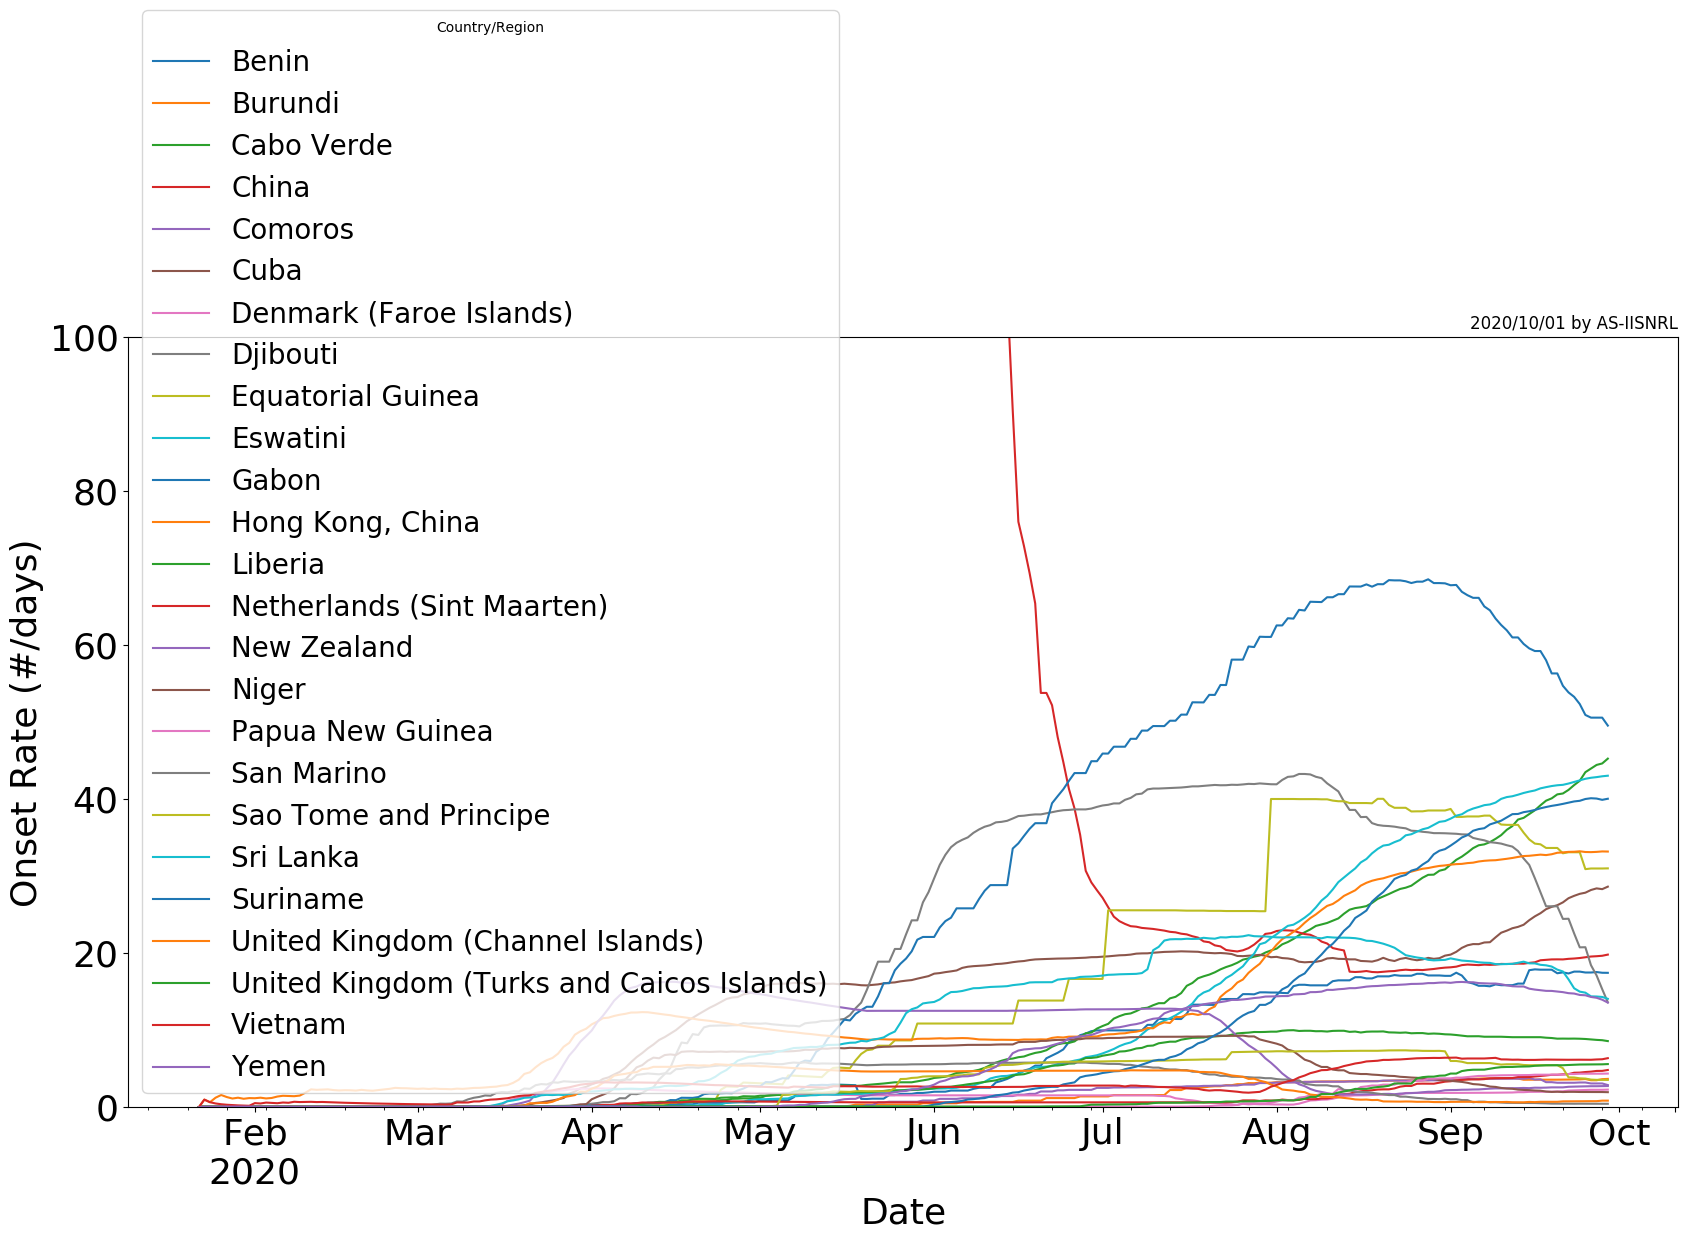 Country/Region
Benin
Burundi
Cabo Verde
China
Comoros
Cuba
Denmark (Faroe Islands)
Djibouti
Equatorial Guinea
Eswatini
Gabon
Hong Kong, China
Liberia
Netherlands (Sint Maarten)
New Zealand
Niger
Papua New Guinea
San Marino
Sao Tome and Principe
Sri Lanka
Suriname
United Kingdom (Channel Islands)
United Kingdom (Turks and Caicos Islands)
Vietnam
Yemen
2020/10/01 by AS-IISNRL
Onset Rate (#/days)
100
80
60
40
20
0
Feb Mar Apr May Jun Jul Aug Sep Oct
2020
Date